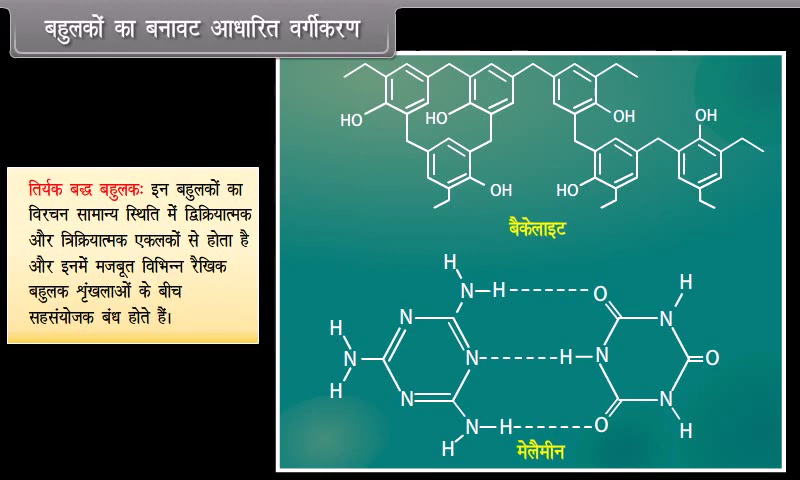 बहुलकों का बनावट आधारित वर्गीकरण
तिर्यक बद्ध बहुलक: इन बहुलकों का
विरचन सामान्य स्थिति में द्विक्रियात्मक
और त्रिक्रियात्मक एकलकों से होता है
और इनमें मजबूत विभिन्न रैखिक
बहुलक शृंखलाओं के बीच
सहसंयोजक बंध होते हैं।
HO HO OH OH
OH HO
बैकेलाइट
H H
N H O
H N N
N N H N O
H N N
N H O
H H
मेलैमीन